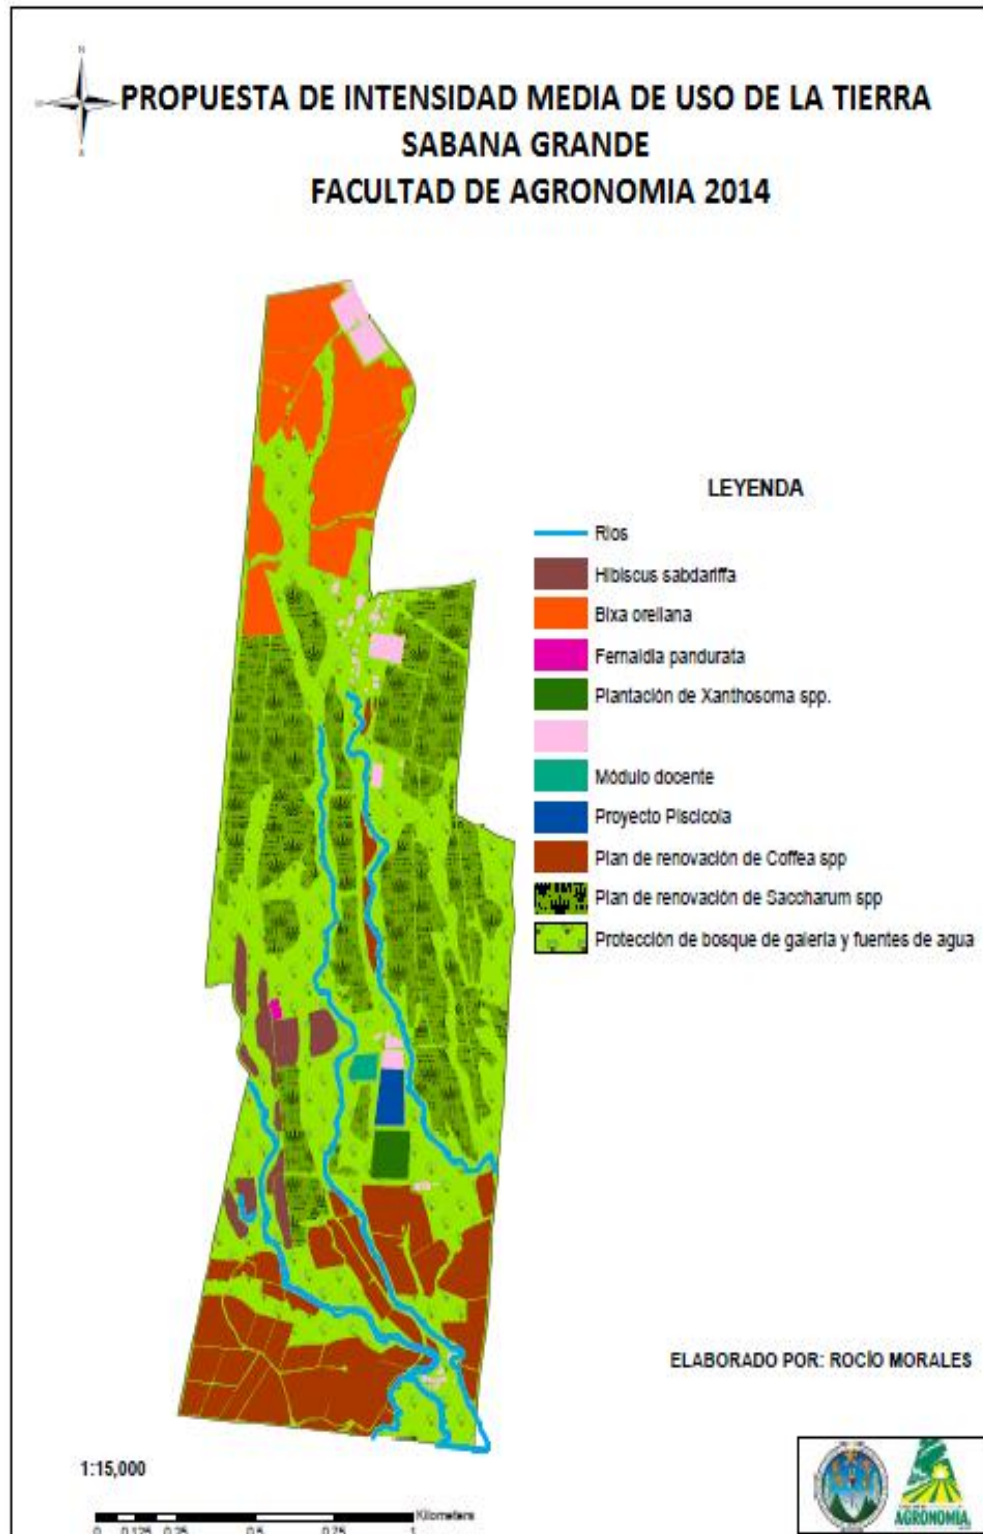 N
PROPUESTA DE INTENSIDAD MEDIA DE USO DE LA TIERRA
SABANA GRANDE
FACULTAD DE AGRONOMIA 2014
LEYENDA
Rios
Hibiscus sabdariffa
Bixa orellana
Fernaldia pandurata
Plantación de Xanthosoma spp.
Módulo docente
Proyecto Piscicola
Plan de renovación de Coffea spp
Plan de renovación de Saccharum spp
Protección de bosque de galería y fuentes de agua
ELABORADO POR: ROCÍO MORALES
1:15,000
Kilometers
0 0.125 0.25 0.5 0.75 1
AGRONOMÍA